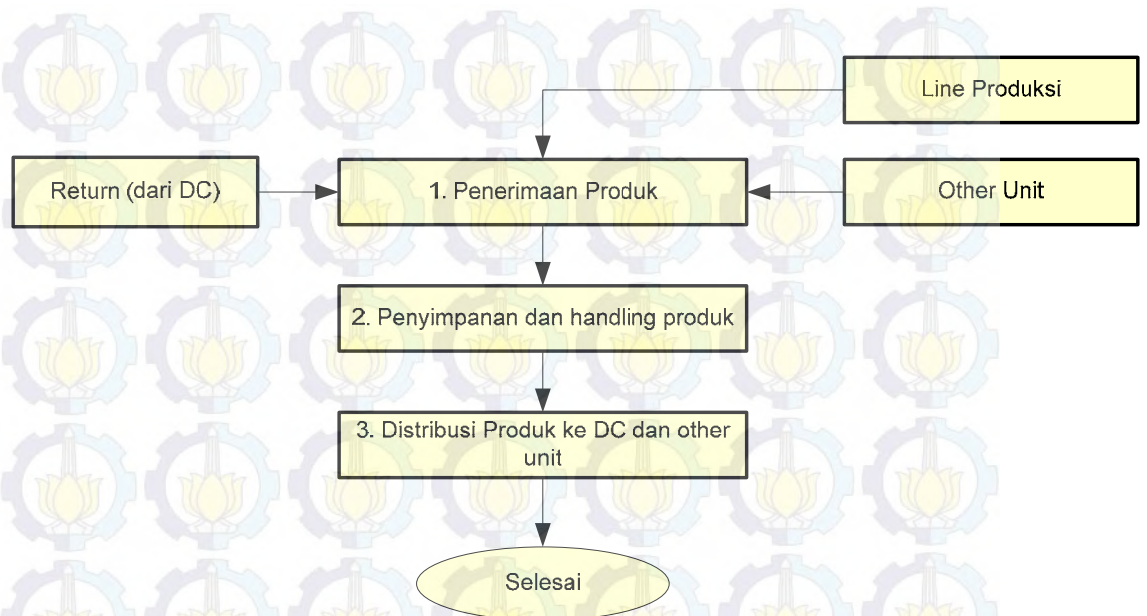 Line Produksi
Return (dari DC)
1. Penerimaan Produk
Other Unit
2. Penyimpanan dan handling produk
3. Distribusi Produk ke DC dan other
unit
Selesai